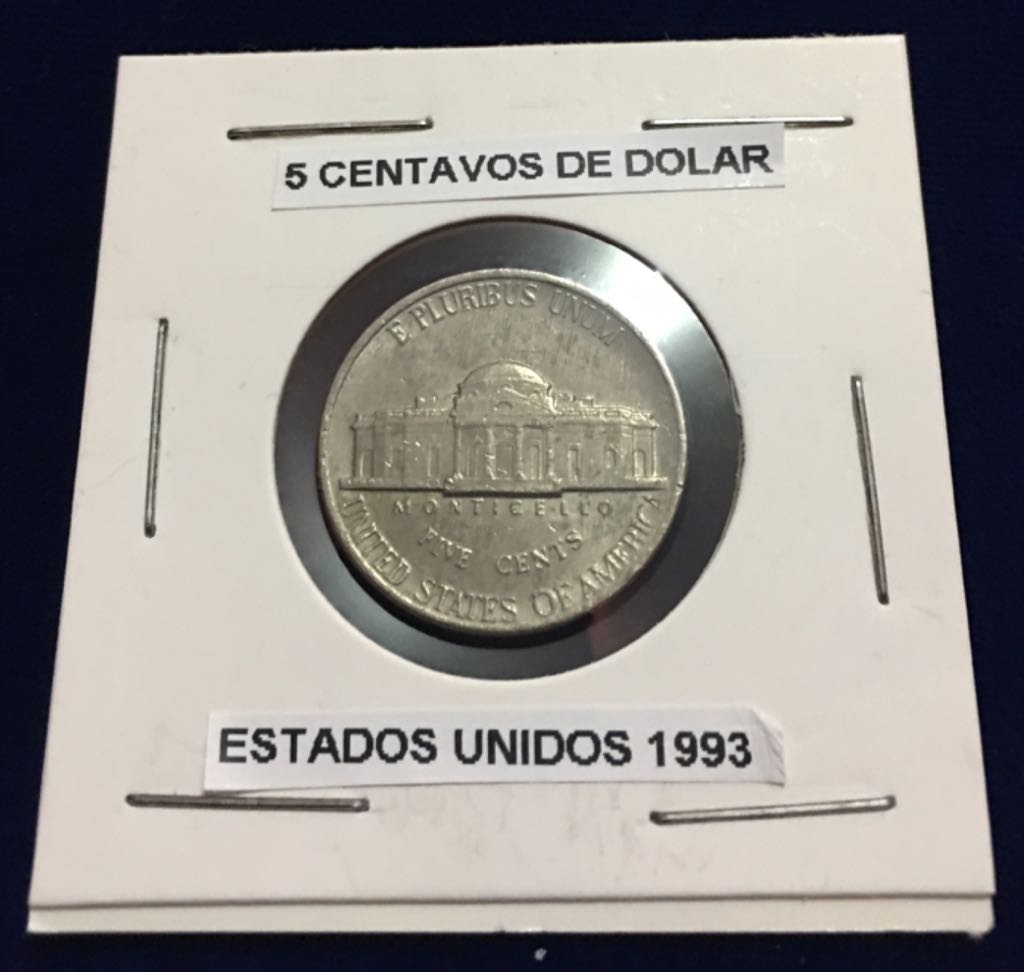 5 CENTAVOS DE DOLAR
E PLURIBUS UNUM
MONTICELLO
FIVE CENTS
UNITED STATES OF AMERICA
ESTADOS UNIDOS 1993